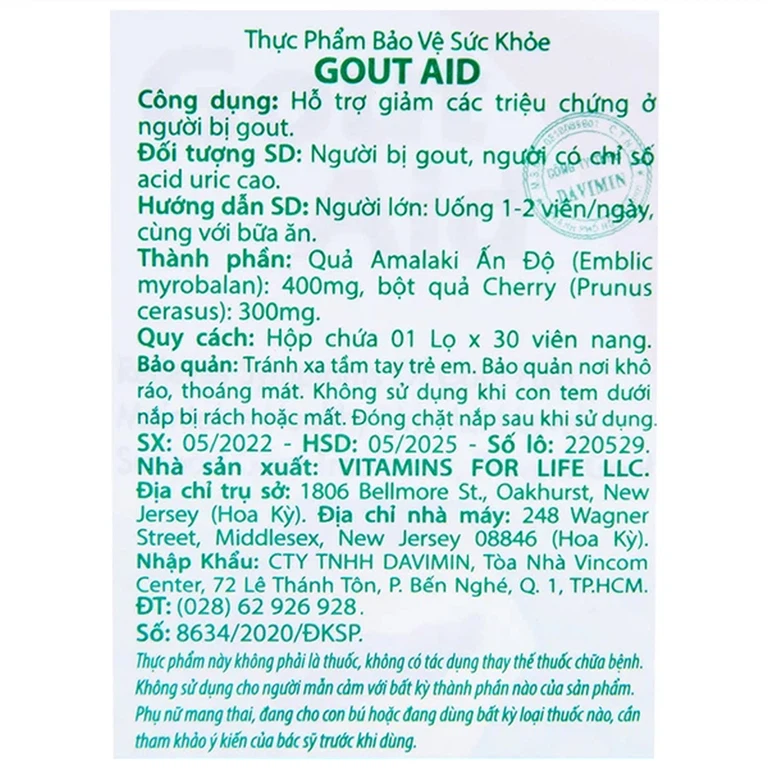 Thực Phẩm Bảo Vệ Sức Khỏe
GOUT AID
Công dụng: Hỗ trợ giảm các triệu chứng ở
người bị gout.
Đối tượng SD: Người bị gout, người có chỉ số
acid uric cao.
Hướng dẫn SD: Người lớn: Uống 1-2 viên/ngày,
cùng với bữa ăn.
Thành phần: Quả Amalaki Ấn Độ (Emblic
myrobalan): 400mg, bột quả Cherry (Prunus
cerasus): 300mg.
Quy cách: Hộp chứa 01 Lọ x 30 viên nang.
Bảo quản: Tránh xa tầm tay trẻ em. Bảo quản nơi khô
ráo, thoáng mát. Không sử dụng khi con tem dưới
nắp bị rách hoặc mất. Đóng chặt nắp sau khi sử dụng.
SX: 05/2022 - HSD: 05/2025 - Số lô: 220529.
Nhà sản xuất: VITAMINS FOR LIFE LLC.
Địa chỉ trụ sở: 1806 Bellmore St., Oakhurst, New
Jersey (Hoa Kỳ). Địa chỉ nhà máy: 248 Wagner
Street, Middlesex, New Jersey 08846 (Hoa Kỳ).
Nhập Khẩu: CTY TNHH DAVIMIN, Tòa Nhà Vincom
Center, 72 Lê Thánh Tôn, P. Bến Nghé, Q. 1, TP.HCM.
ĐT: (028) 62 926 928.
Số: 8634/2020/ĐKSP.
Thực phẩm này không phải là thuốc, không có tác dụng thay thế thuốc chữa bệnh.
Không sử dụng cho người mẫn cảm với bất kỳ thành phần nào của sản phẩm.
Phụ nữ mang thai, đang cho con bú hoặc đang dùng bất kỳ loại thuốc nào, cần
tham khảo ý kiến của bác sỹ trước khi dùng.
DAVIMIN